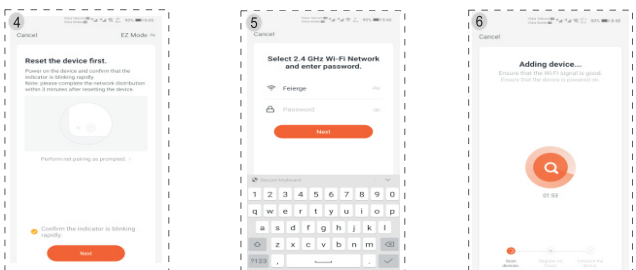 4
Cancel EZ Mode
Reset the device first.
Power on the device and confirm that the
indicator is blinking rapidly.
Note: please complete the network distribution
within 3 minutes after resetting the device.
Perform net pairing as prompted. >
Confirm the indicator is blinking
rapidly
Next
5
Cancel
Select 2.4 GHz Wi-Fi Network
and enter password.
Feierge
Password
Next
1 2 3 4 5 6 7 8 9 0
q w e r t y u i o p
a s d f g h j k l
z x c v b n m
?123 , .
6
Cancel
Adding device...
Ensure that the Wi-Fi signal is good.
Ensure that the device is powered on.
01:53
Scan
devices.